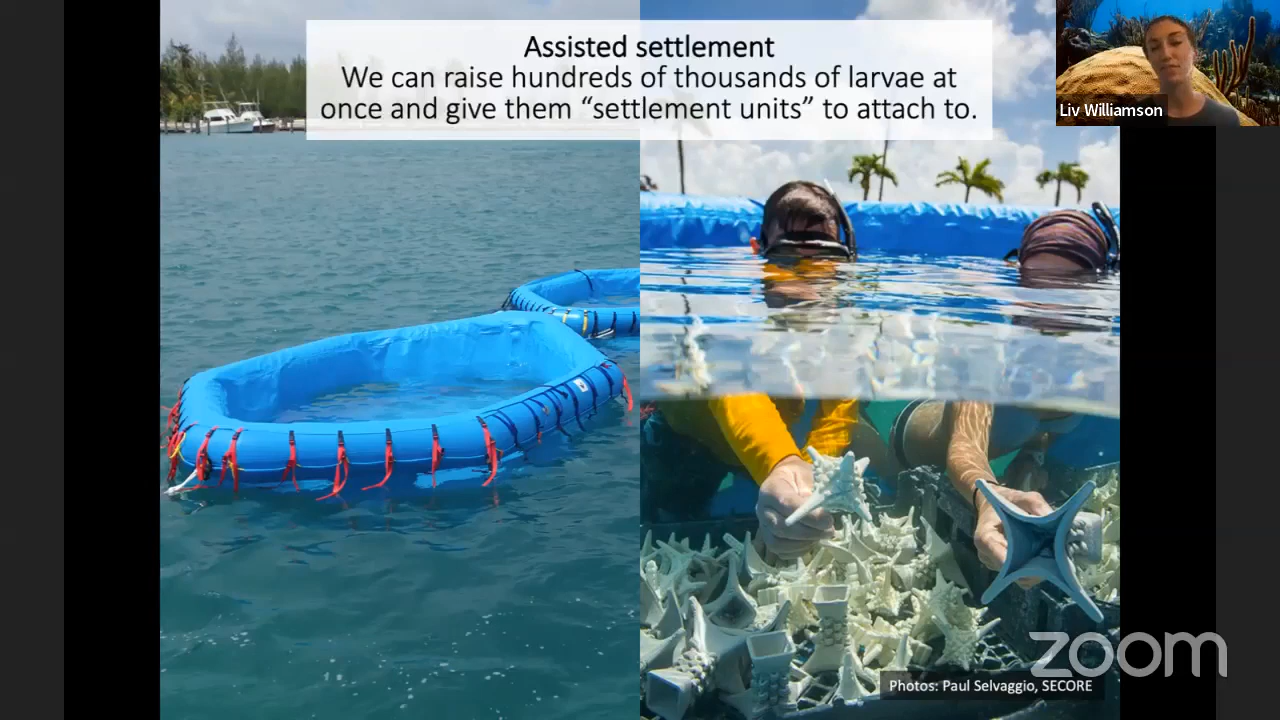 Assisted settlement
We can raise hundreds of thousands of larvae at
once and give them “settlement units” to attach to.
Liv Williamson
zoom
Photos: Paul Selvaggio, SECORE